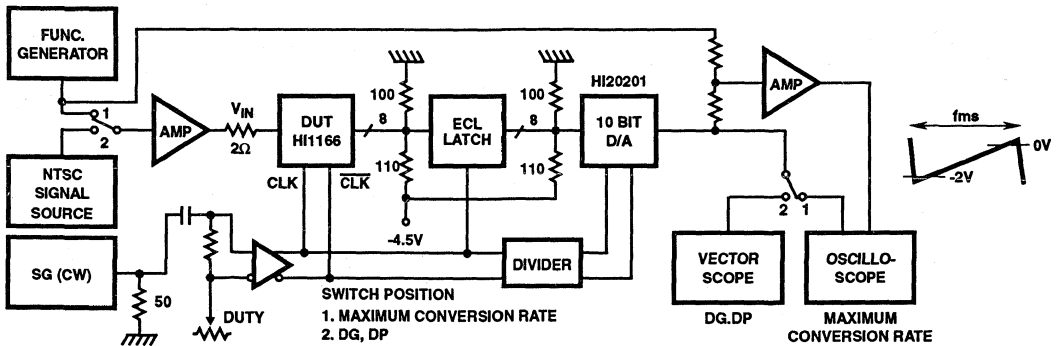 FUNC.
GENERATOR
1
2
NTSC
SIGNAL
SOURCE
SG (CW)
50
DUTY
AMP
VIN
2Ω
DUT
HI1166
CLK
CLK
8
100
110
-4.5V
ECL
LATCH
8
100
110
HI20201
10 BIT
D/A
DIVIDER
SWITCH POSITION
1. MAXIMUM CONVERSION RATE
2. DG, DP
AMP
2
1
VECTOR
SCOPE
DG.DP
OSCILLO-
SCOPE
MAXIMUM
CONVERSION RATE
fms
0V
-2V